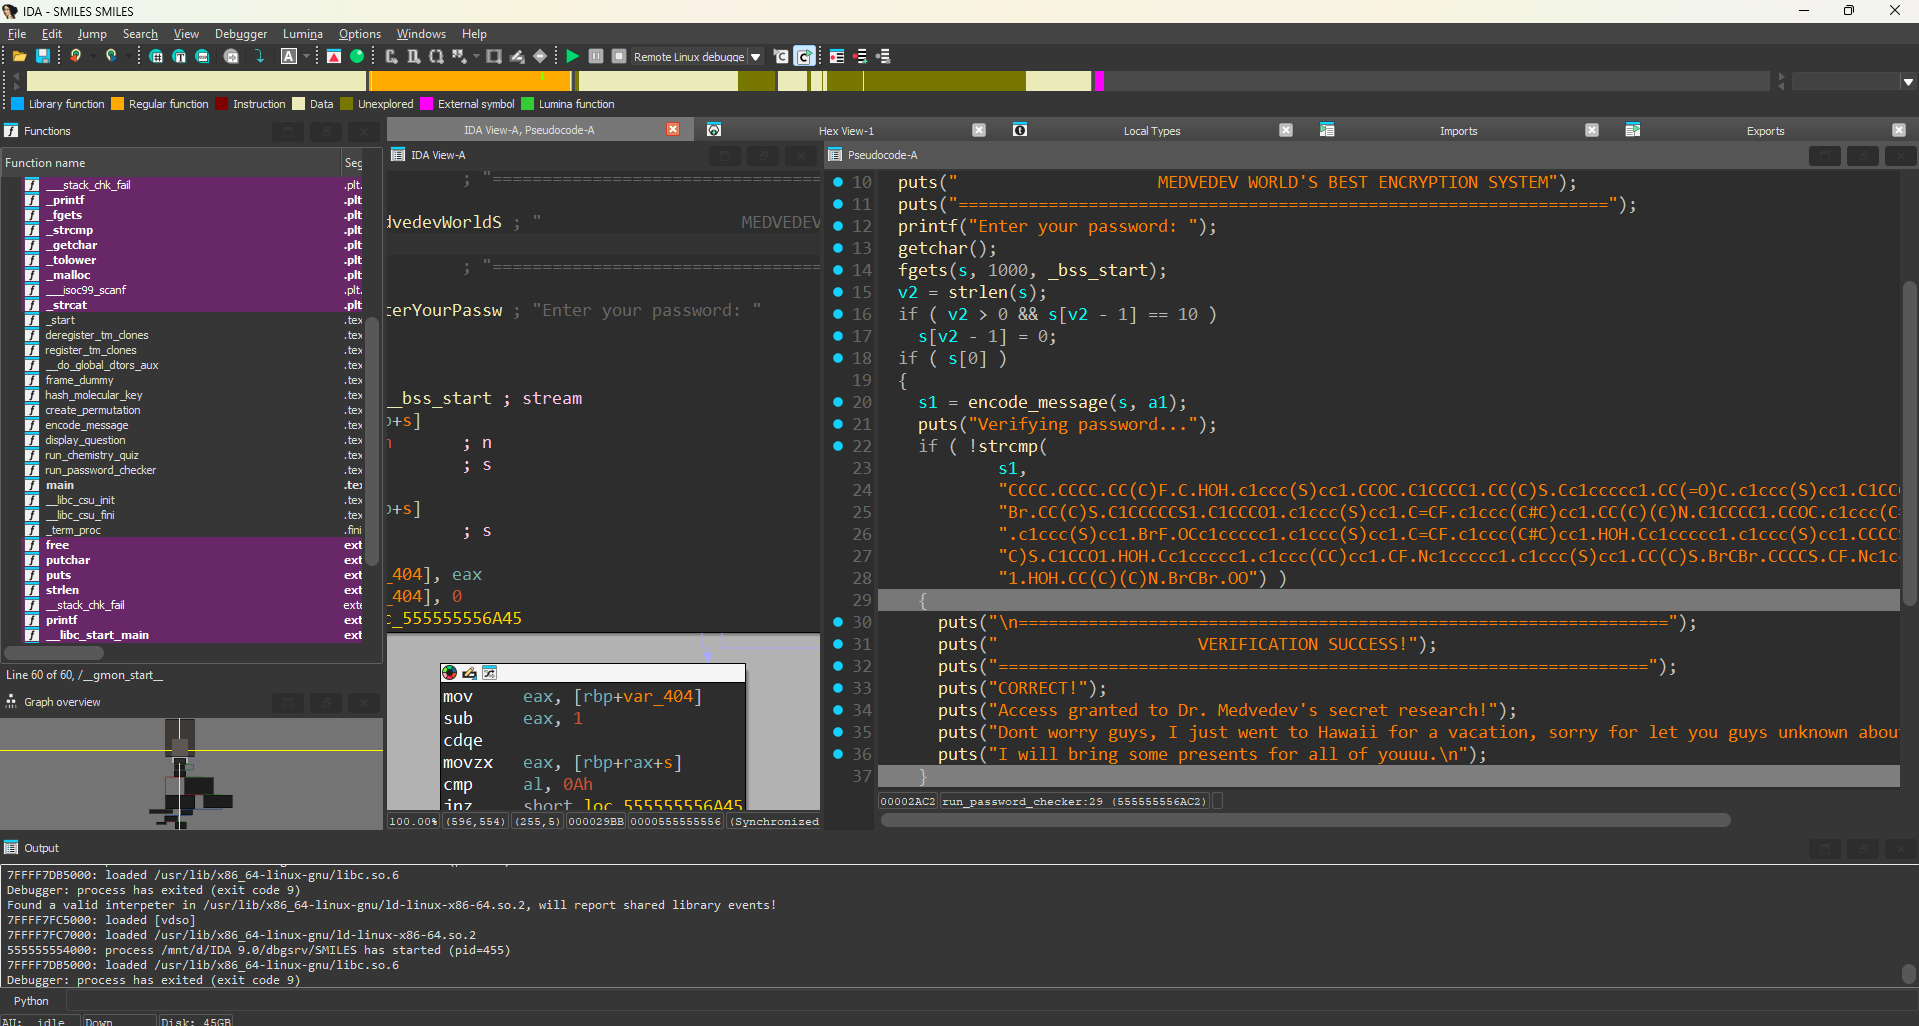 IDA - SMILES SMILES
File Edit Jump Search View Debugger Lumina Options Windows Help
Remote Linux debugge
Library function Regular function Instruction Data Unexplored External symbol Lumina function
Functions
Function name Seg
___stack_chk_fail .plt.
_printf .plt
_fgets .plt
_strcmp .plt
_getchar .plt
_tolower .plt
_malloc .plt
___isoc99_scanf .plt.
_strcat .plt
_start .tex
deregister_tm_clones .tex
register_tm_clones .tex
__do_global_dtors_aux .tex
frame_dummy .tex
hash_molecular_key .tex
create_permutation .tex
encode_message .tex
display_question .tex
run_chemistry_quiz .tex
run_password_checker .tex
main .te
__libc_csu_init .tex
__libc_csu_fini .tex
_term_proc .fini
free ext
putchar ext
puts ext
strlen ext
__stack_chk_fail exte
printf ext
__libc_start_main ext
Line 60 of 60, /__gmon_start__
Graph overview
IDA View-A, Pseudocode-A Hex View-1 Local Types Imports Exports
IDA View-A
; "=================================
dvedevWorldS ; " MEDVEDEV
; "=================================
terYourPassw ; "Enter your password: "
__bss_start ; stream
+s]
; n
; s
+s]
; s
_404], eax
_404], 0
_555555556A45
mov eax, [rbp+var_404]
sub eax, 1
cdqe
movzx eax, [rbp+rax+s]
cmp al, 0Ah
jnz short loc_555555556A45
100.00% (596,554) (255,5) 000029BB 0000555555556 (Synchronized
Pseudocode-A
10 puts(" MEDVEDEV WORLD'S BEST ENCRYPTION SYSTEM");
11 puts("=================================================================");
12 printf("Enter your password: ");
13 getchar();
14 fgets(s, 1000, _bss_start);
15 v2 = strlen(s);
16 if ( v2 > 0 && s[v2 - 1] == 10 )
17 s[v2 - 1] = 0;
18 if ( s[0] )
19 {
20 s1 = encode_message(s, a1);
21 puts("Verifying password...");
22 if ( !strcmp(
23 s1,
24 "CCCC.CCCC.CC(C)F.C.HOH.c1ccc(S)cc1.CCOC.C1CCCC1.CC(C)S.Cc1ccccc1.CC(=O)C.c1ccc(S)cc1.C1CC
25 "Br.CC(C)S.C1CCCCCS1.C1CCCO1.c1ccc(S)cc1.C=CF.c1ccc(C#C)cc1.CC(C)(C)N.C1CCCC1.CCOC.c1ccc(C=
26 ".c1ccc(S)cc1.BrF.OCc1ccccc1.c1ccc(S)cc1.C=CF.c1ccc(C#C)cc1.HOH.Cc1ccccc1.c1ccc(S)cc1.CCCC
27 "C)S.C1CCO1.HOH.Cc1ccccc1.c1ccc(CC)cc1.CF.Nc1ccccc1.c1ccc(S)cc1.CC(C)S.BrCBr.CCCCS.CF.Nc1c
28 "1.HOH.CC(C)(C)N.BrCBr.OO") )
29 {
30 puts("\n=================================================================");
31 puts(" VERIFICATION SUCCESS!");
32 puts("=================================================================");
33 puts("CORRECT!");
34 puts("Access granted to Dr. Medvedev's secret research!");
35 puts("Dont worry guys, I just went to Hawaii for a vacation, sorry for let you guys unknown abou
36 puts("I will bring some presents for all of youuu.\n");
37 }
00002AC2 run_password_checker:29 (555555556AC2)
Output
7FFFF7DB5000: loaded /usr/lib/x86_64-linux-gnu/libc.so.6
Debugger: process has exited (exit code 9)
Found a valid interpeter in /usr/lib/x86_64-linux-gnu/ld-linux-x86-64.so.2, will report shared library events!
7FFFF7FC5000: loaded [vdso]
7FFFF7FC7000: loaded /usr/lib/x86_64-linux-gnu/ld-linux-x86-64.so.2
555555554000: process /mnt/d/IDA 9.0/dbgsrv/SMILES has started (pid=455)
7FFFF7DB5000: loaded /usr/lib/x86_64-linux-gnu/libc.so.6
Debugger: process has exited (exit code 9)
Python
AU: idle Down Disk: 45GB